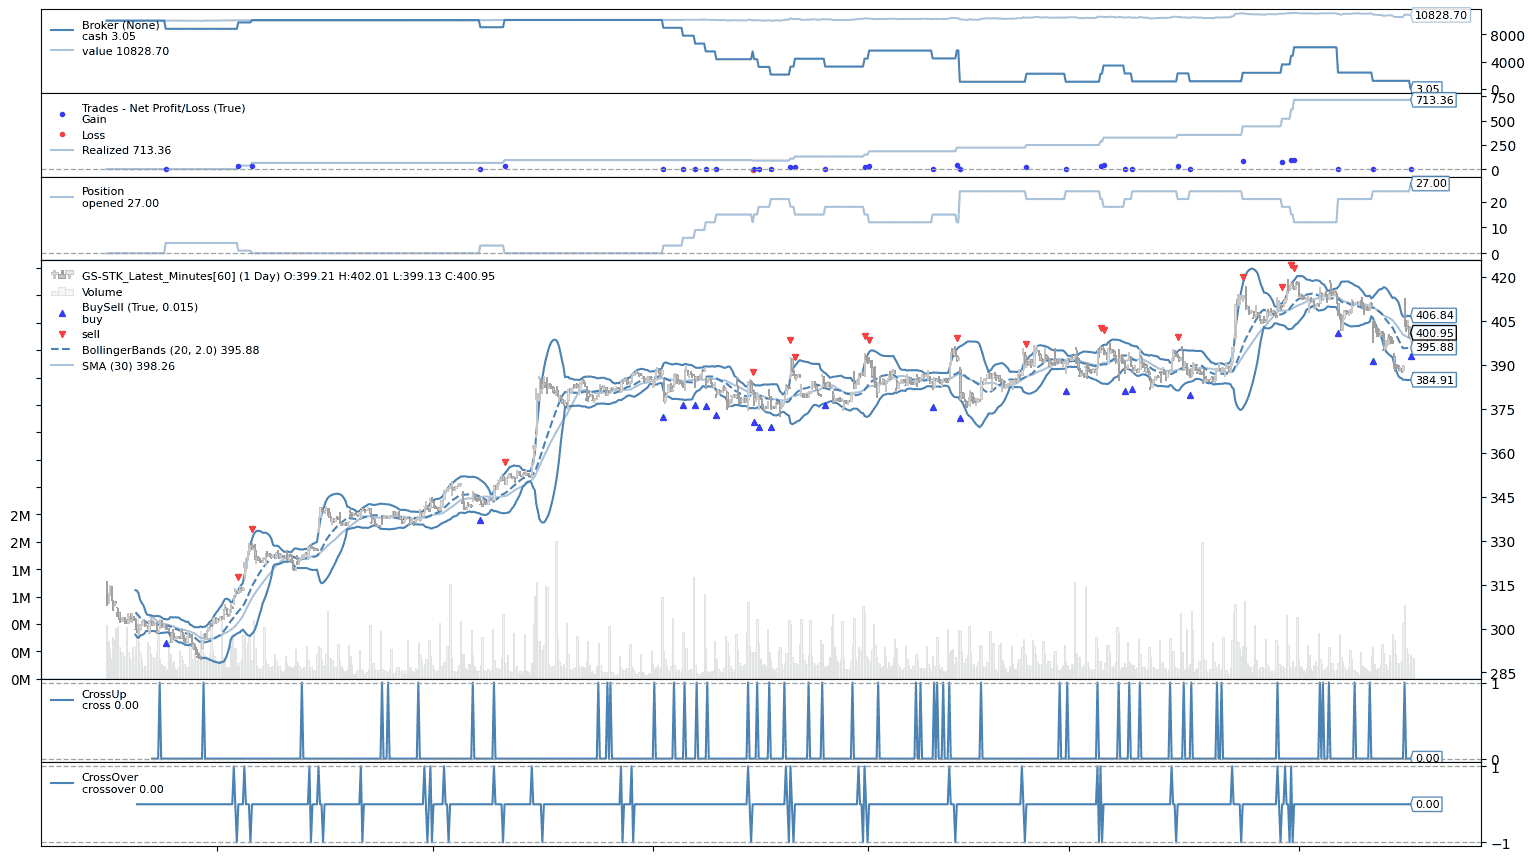 Broker (None)
cash 3.05
value 10828.70
10828.70
8000
4000
0
3.05
Trades - Net Profit/Loss (True)
Gain
Loss
Realized 713.36
750
713.36
500
250
0
Position
opened 27.00
27.00
20
10
0
GS-STK_Latest_Minutes[60] (1 Day) O:399.21 H:402.01 L:399.13 C:400.95
Volume
BuySell (True, 0.015)
buy
sell
BollingerBands (20, 2.0) 395.88
SMA (30) 398.26
2M
2M
1M
1M
0M
0M
0M
420
406.84
405
400.95
395.88
390
384.91
375
360
345
330
315
300
285
CrossUp
cross 0.00
1
0
0.00
CrossOver
crossover 0.00
1
0.00
−1